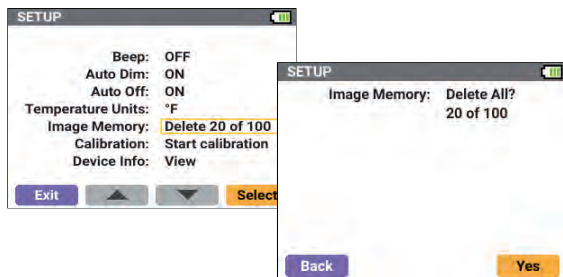 SETUP
Beep: OFF
Auto Dim: ON
Auto Off: ON
Temperature Units: °F
Image Memory: Delete 20 of 100
Calibration: Start calibration
Device Info: View
Exit Select
SETUP
Image Memory: Delete All?
20 of 100
Back Yes